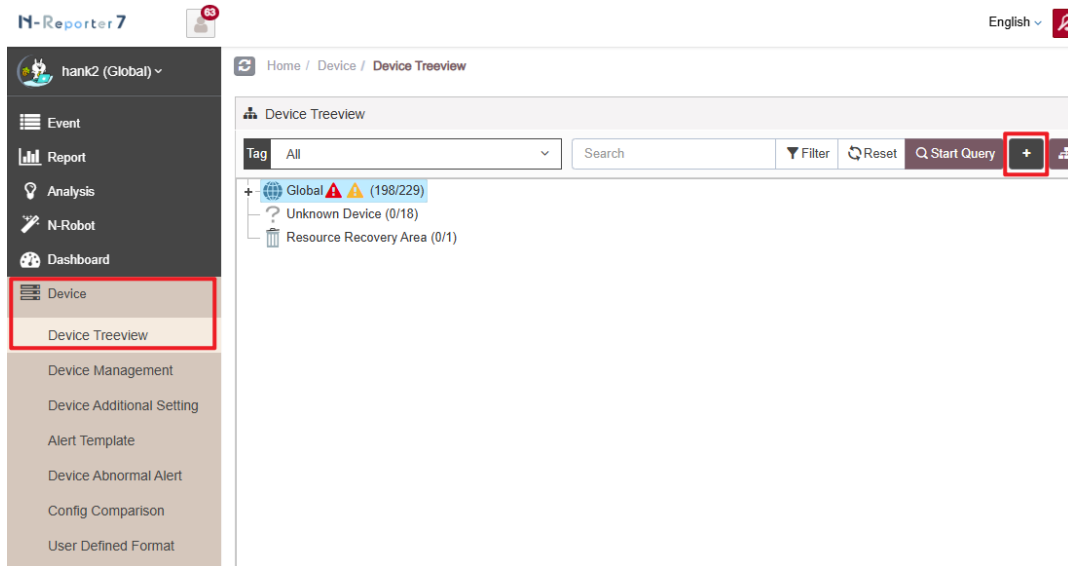 N-Reporter 7
63
English
hank2 (Global)
Home / Device / Device Treeview
Event
Report
Analysis
N-Robot
Dashboard
Device
Device Treeview
Device Management
Device Additional Setting
Alert Template
Device Abnormal Alert
Config Comparison
User Defined Format
Device Treeview
Tag All Search Filter Reset Start Query +
Global (198/229)
Unknown Device (0/18)
Resource Recovery Area (0/1)